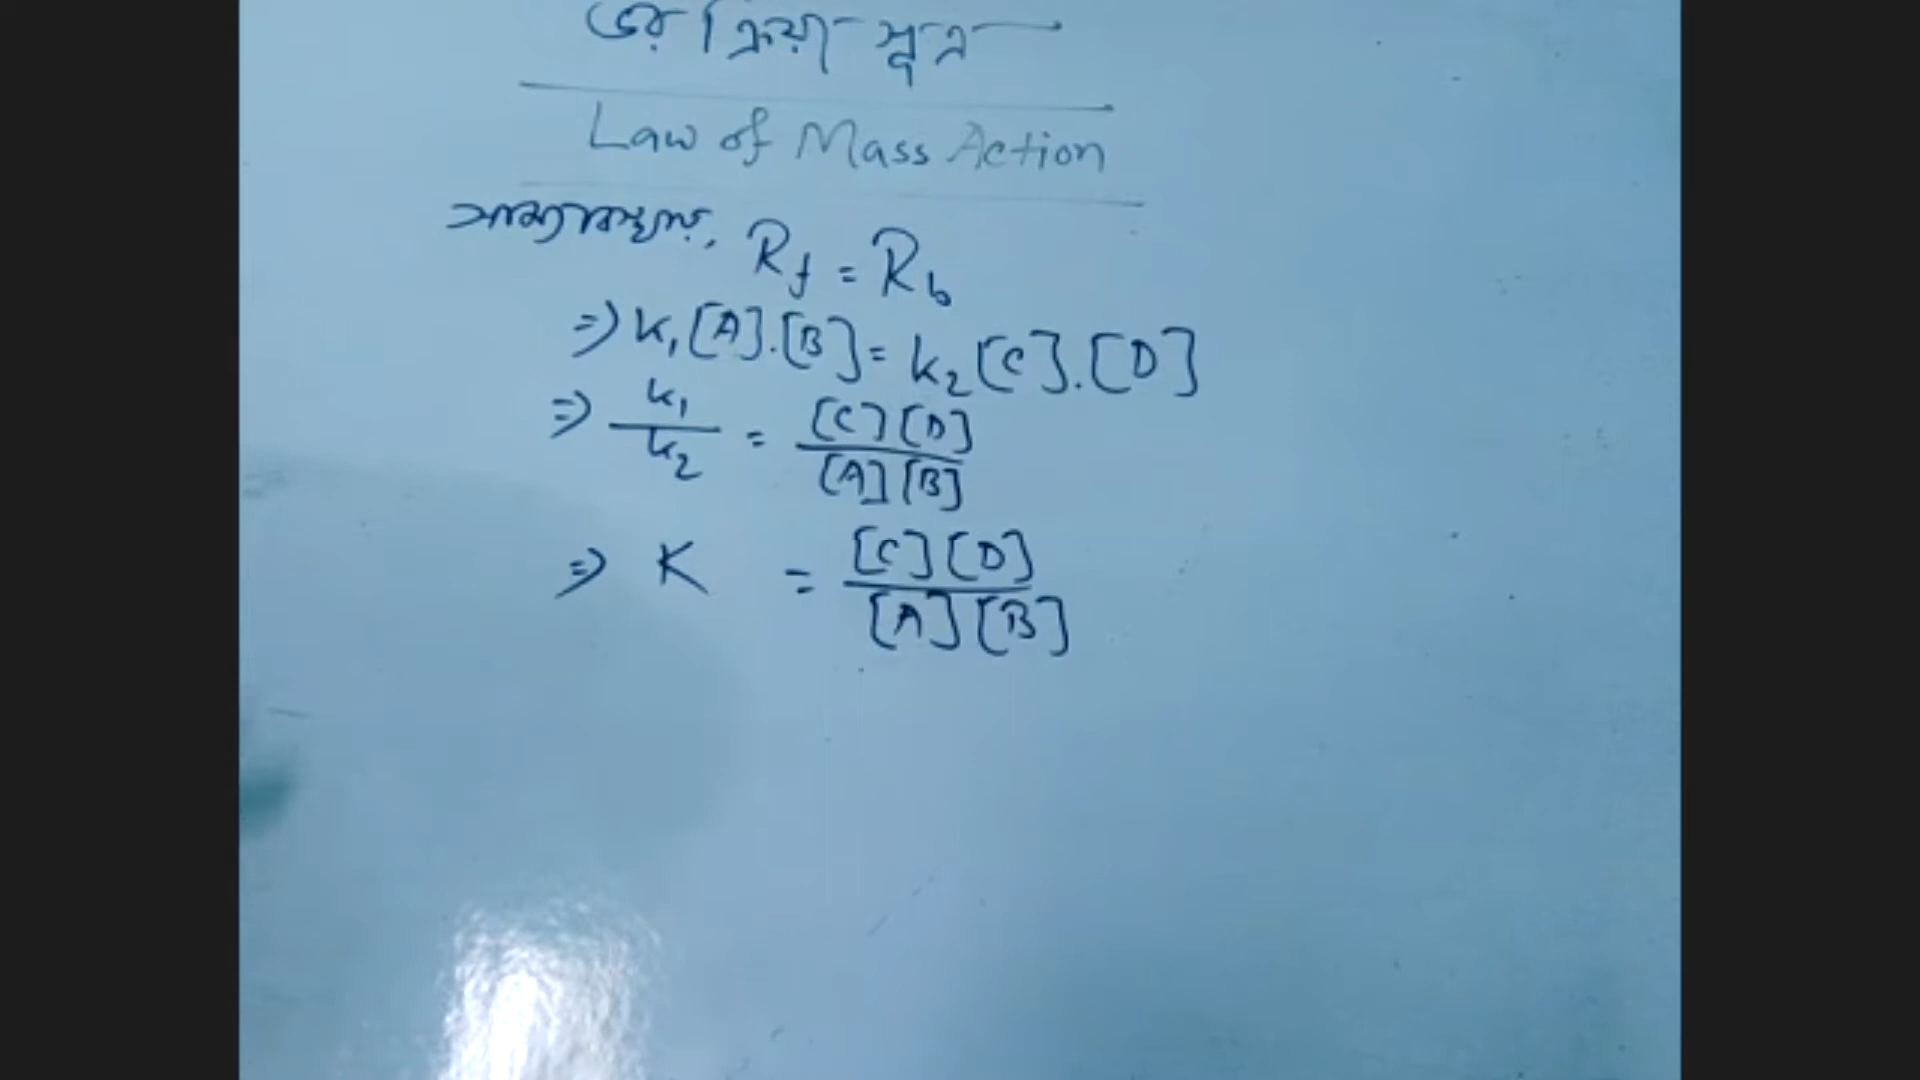 ভর ক্রিয়া সূত্র
Law of Mass Action
সাম্যাবস্থায়, R_f = R_b
⇒ k₁[A].[B] = k₂[C].[D]
⇒ k₁/k₂ = [C][D]/[A][B]
⇒ K = [C][D]/[A][B]